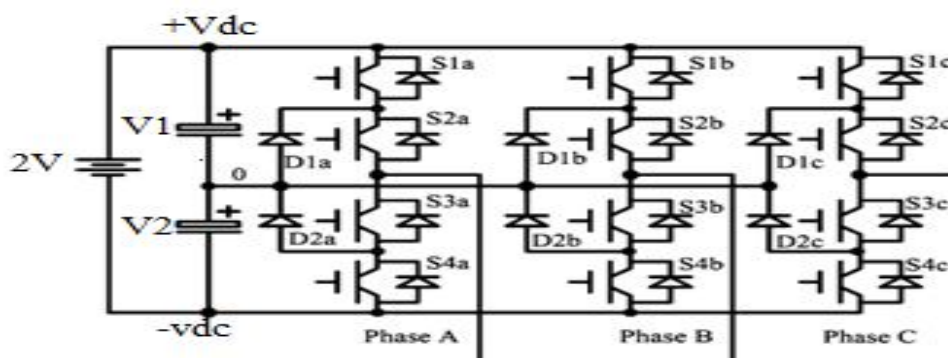 +Vdc
S1a
S1b
S1c
V1
+
S2a
S2b
S2c
2V
D1a
D1b
D1c
0
V2
+
S3a
S3b
S3c
D2a
D2b
D2c
S4a
S4b
S4c
-vdc
Phase A
Phase B
Phase C